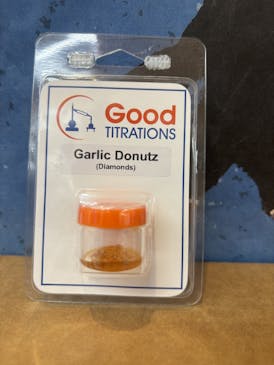 Good
TITRATIONS
Garlic Donutz
(Diamonds)